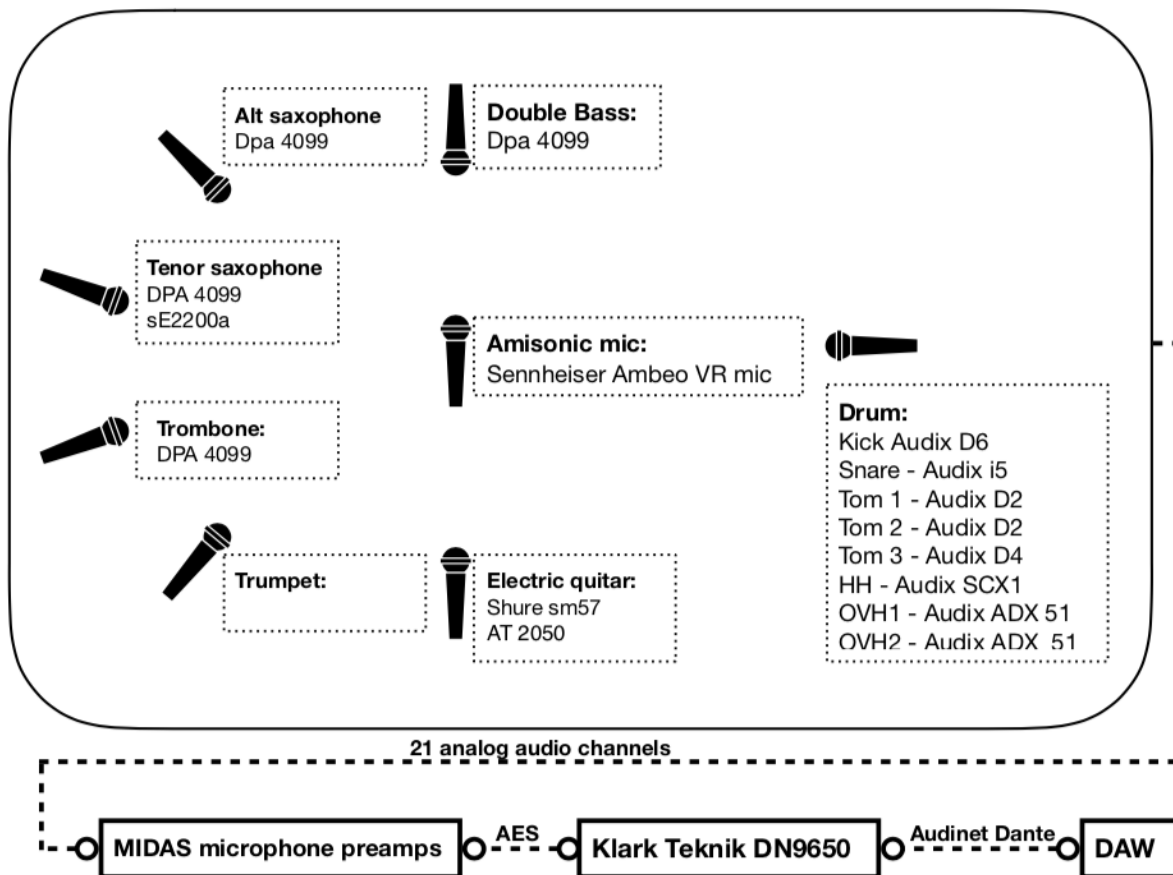 Alt saxophone
Dpa 4099
Double Bass:
Dpa 4099
Tenor saxophone
DPA 4099
sE2200a
Amisonic mic:
Sennheiser Ambeo VR mic
Trombone:
DPA 4099
Drum:
Kick Audix D6
Snare - Audix i5
Tom 1 - Audix D2
Tom 2 - Audix D2
Tom 3 - Audix D4
HH - Audix SCX1
OVH1 - Audix ADX 51
OVH2 - Audix ADX 51
Trumpet:
Electric quitar:
Shure sm57
AT 2050
21 analog audio channels
MIDAS microphone preamps
AES
Klark Teknik DN9650
Audinet Dante
DAW